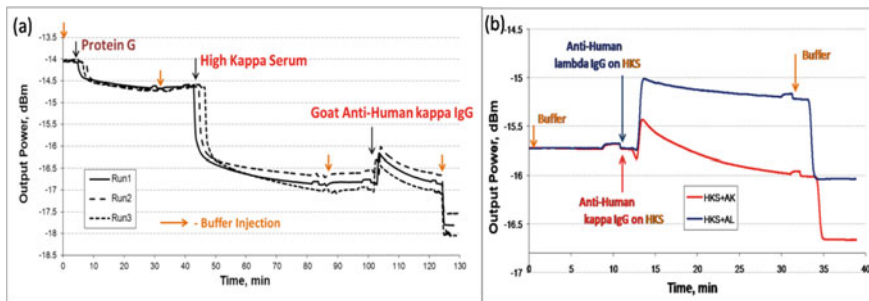 (a)
Output Power, dBm
-13.5
-14
-14.5
-15
-15.5
-16
-16.5
-17
-17.5
-18
-18.5
Protein G
High Kappa Serum
Goat Anti-Human kappa IgG
Run1
Run2
Run3
- Buffer Injection
0 10 20 30 40 50 60 70 80 90 100 110 120 130
Time, min
(b)
Output Power, dBm
-15
-15.5
-16
-16.5
-17
Anti-Human
lambda IgG on HKS
Buffer
Buffer
Anti-Human
kappa IgG on HKS
HKS+AK
HKS+AL
0 5 10 15 20 25 30 35 40
Time, min